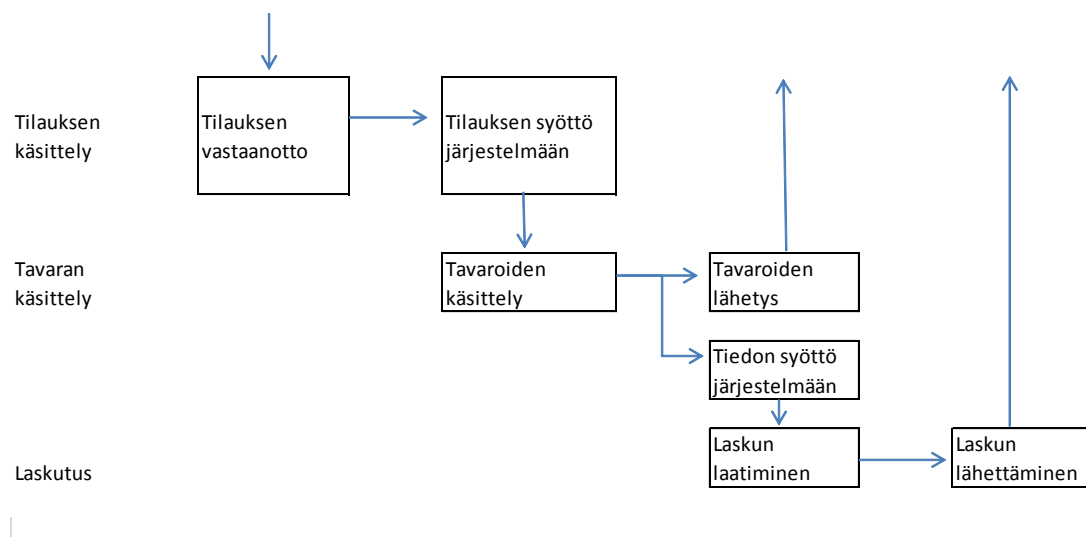 Tilauksen
käsittely
Tilauksen
vastaanotto
Tilauksen syöttö
järjestelmään
Tavaran
käsittely
Tavaroiden
käsittely
Tavaroiden
lähetys
Tiedon syöttö
järjestelmään
Laskutus
Laskun
laatiminen
Laskun
lähettäminen